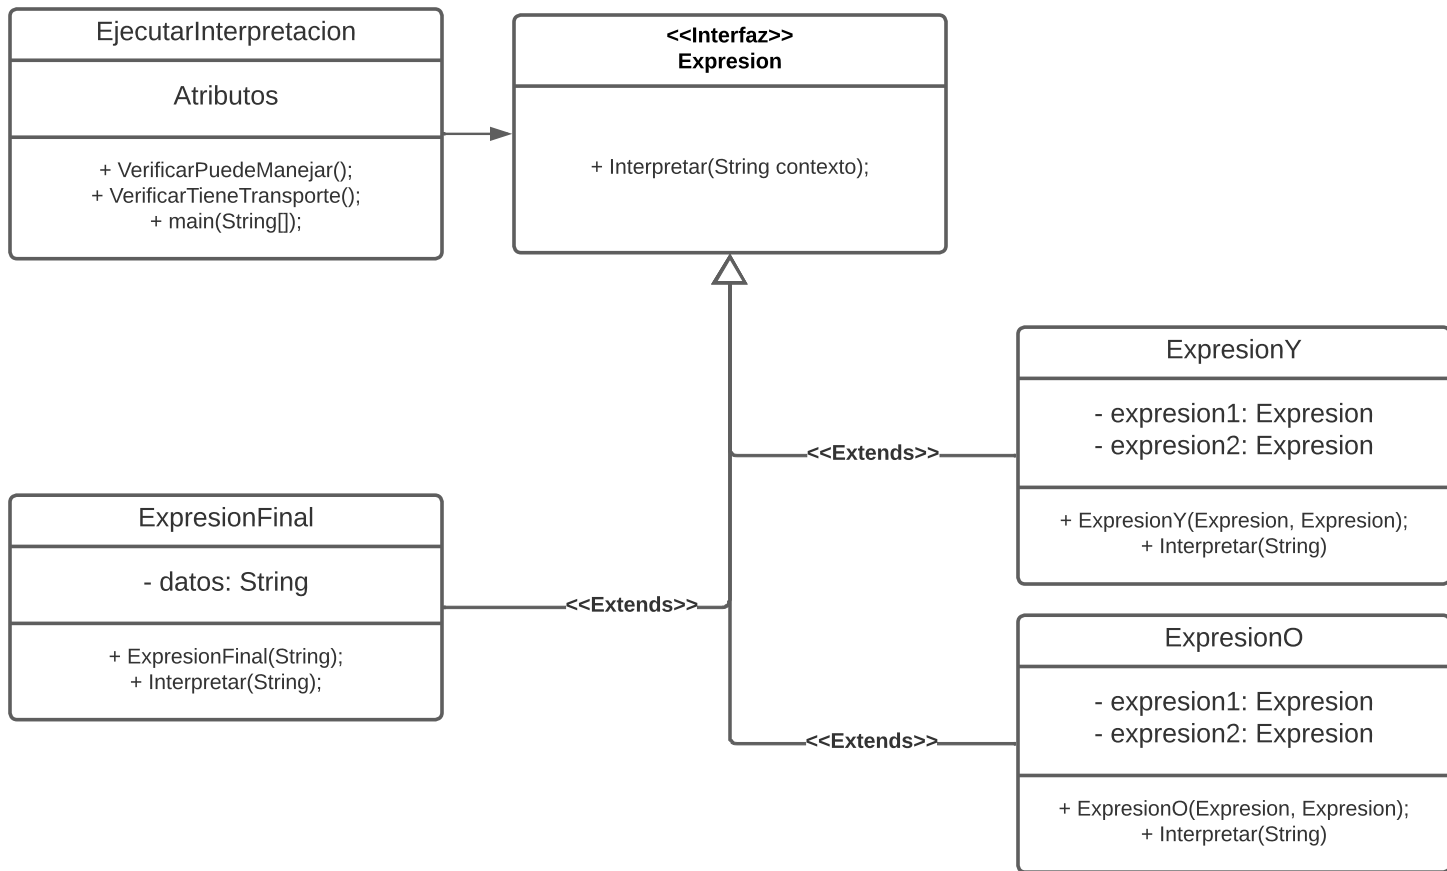 EjecutarInterpretacion
Atributos
+ VerificarPuedeManejar();
+ VerificarTieneTransporte();
+ main(String[]);
<<Interfaz>>
Expresion
+ Interpretar(String contexto);
ExpresionY
- expresion1: Expresion
- expresion2: Expresion
+ ExpresionY(Expresion, Expresion);
+ Interpretar(String)
<<Extends>>
ExpresionFinal
- datos: String
+ ExpresionFinal(String);
+ Interpretar(String);
<<Extends>>
ExpresionO
- expresion1: Expresion
- expresion2: Expresion
+ ExpresionO(Expresion, Expresion);
+ Interpretar(String)
<<Extends>>